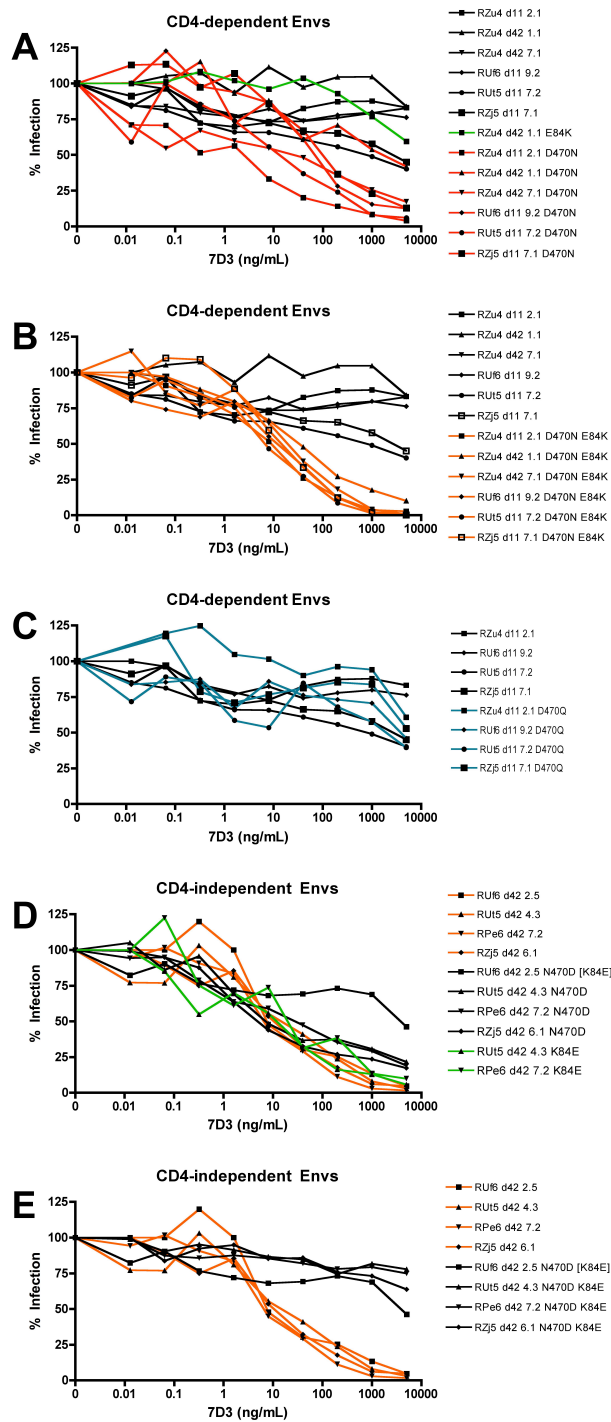 A
CD4-dependent Envs
% Infection
125
100
75
50
25
0
0 0.01 0.1 1 10 100 1000 10000
7D3 (ng/mL)
RZu4 d11 2.1
RZu4 d42 1.1
RZu4 d42 7.1
RUf6 d11 9.2
RUt5 d11 7.2
RZj5 d11 7.1
RZu4 d42 1.1 E84K
RZu4 d11 2.1 D470N
RZu4 d42 1.1 D470N
RZu4 d42 7.1 D470N
RUf6 d11 9.2 D470N
RUt5 d11 7.2 D470N
RZj5 d11 7.1 D470N
B
CD4-dependent Envs
% Infection
125
100
75
50
25
0
0 0.01 0.1 1 10 100 1000 10000
7D3 (ng/mL)
RZu4 d11 2.1
RZu4 d42 1.1
RZu4 d42 7.1
RUf6 d11 9.2
RUt5 d11 7.2
RZj5 d11 7.1
RZu4 d11 2.1 D470N E84K
RZu4 d42 1.1 D470N E84K
RZu4 d42 7.1 D470N E84K
RUf6 d11 9.2 D470N E84K
RUt5 d11 7.2 D470N E84K
RZj5 d11 7.1 D470N E84K
C
CD4-dependent Envs
% Infection
125
100
75
50
25
0
0 0.01 0.1 1 10 100 1000 10000
7D3 (ng/mL)
RZu4 d11 2.1
RUf6 d11 9.2
RUt5 d11 7.2
RZj5 d11 7.1
RZu4 d11 2.1 D470Q
RUf6 d11 9.2 D470Q
RUt5 d11 7.2 D470Q
RZj5 d11 7.1 D470Q
D
CD4-independent Envs
% Infection
125
100
75
50
25
0
0 0.01 0.1 1 10 100 1000 10000
7D3 (ng/mL)
RUf6 d42 2.5
RUt5 d42 4.3
RPe6 d42 7.2
RZj5 d42 6.1
RUf6 d42 2.5 N470D [K84E]
RUt5 d42 4.3 N470D
RPe6 d42 7.2 N470D
RZj5 d42 6.1 N470D
RUt5 d42 4.3 K84E
RPe6 d42 7.2 K84E
E
CD4-independent Envs
% Infection
125
100
75
50
25
0
0 0.01 0.1 1 10 100 1000 10000
7D3 (ng/mL)
RUf6 d42 2.5
RUt5 d42 4.3
RPe6 d42 7.2
RZj5 d42 6.1
RUf6 d42 2.5 N470D [K84E]
RUt5 d42 4.3 N470D K84E
RPe6 d42 7.2 N470D K84E
RZj5 d42 6.1 N470D K84E